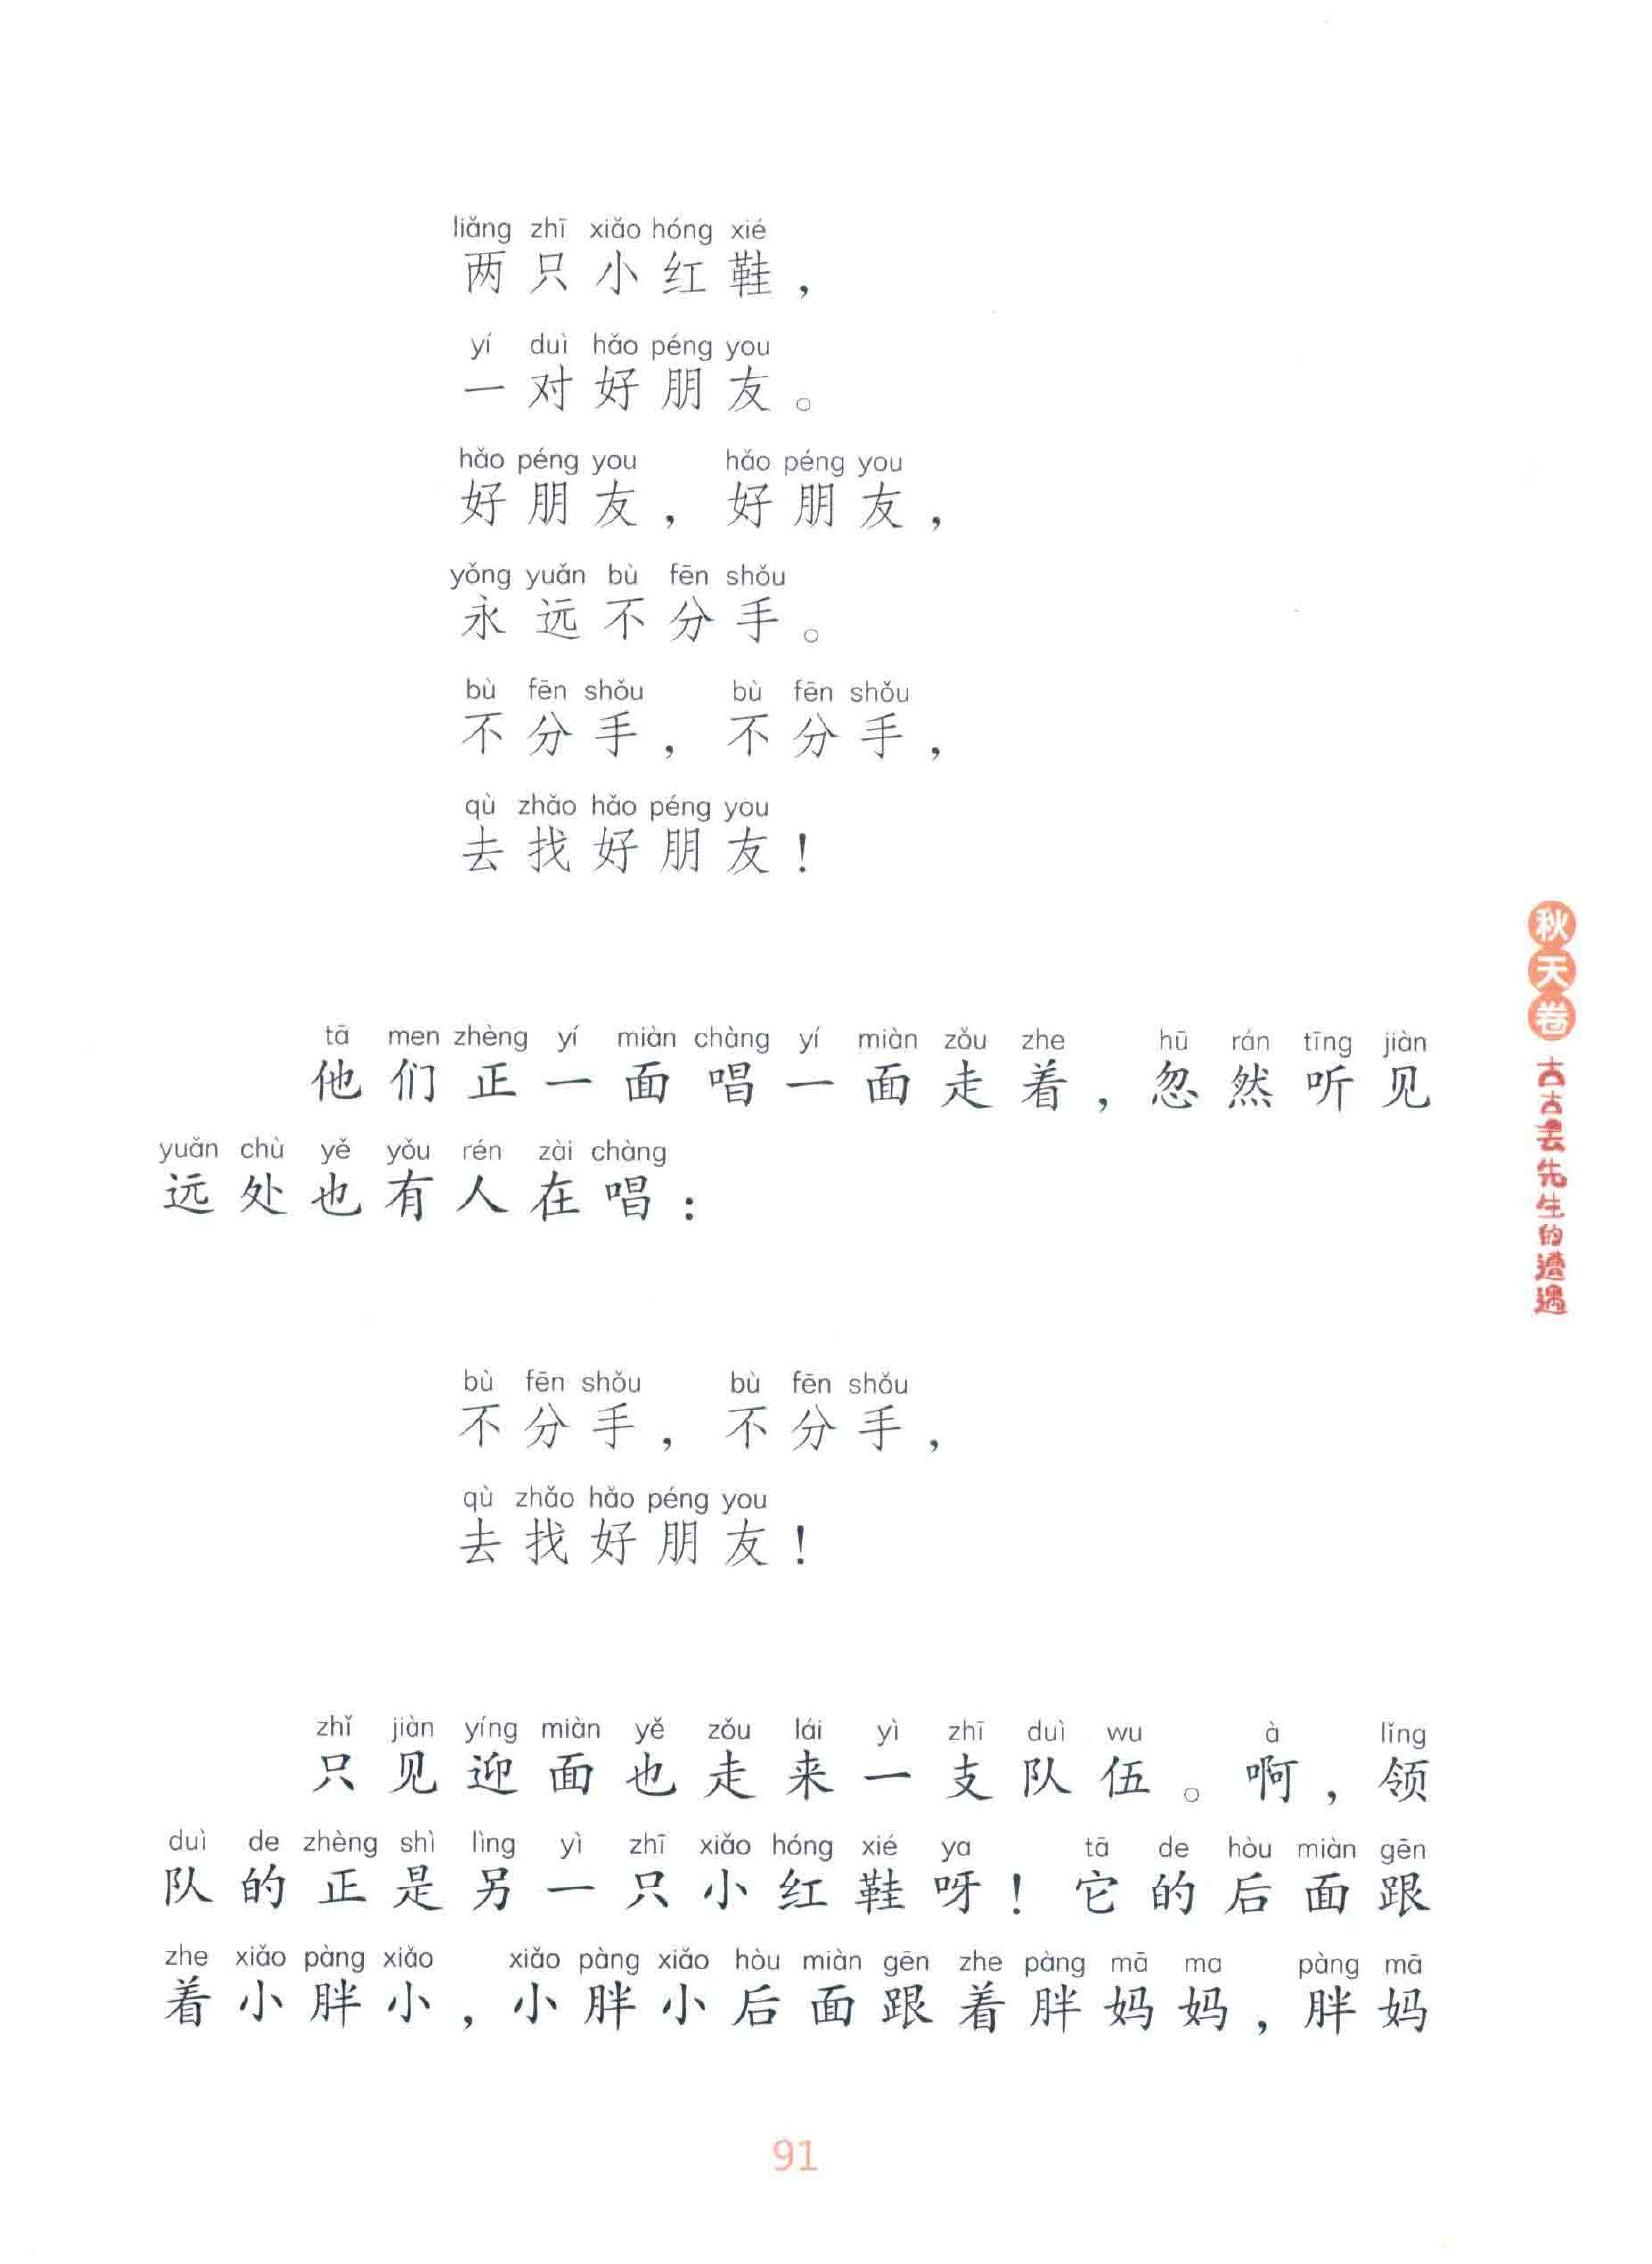 liǎng zhī xiǎo hóng xié
两只小红鞋，
yí duì hǎo péng you
一对好朋友。
hǎo péng you hǎo péng you
好朋友，好朋友，
yǒng yuǎn bù fēn shǒu
永远不分手。
bù fēn shǒu bù fēn shǒu
不分手，不分手，
qù zhǎo hǎo péng you
去找好朋友！
tā men zhèng yí miàn chàng yí miàn zǒu zhe hū rán tīng jiàn
他们正一面唱一面走着，忽然听见
yuǎn chù yě yǒu rén zài chàng
远处也有人在唱：
bù fēn shǒu bù fēn shǒu
不分手，不分手，
qù zhǎo hǎo péng you
去找好朋友！
zhǐ jiàn yíng miàn yě zǒu lái yì zhī duì wu à lǐng
只见迎面也走来一支队伍。啊，领
duì de zhèng shì lìng yì zhī xiǎo hóng xié ya tā de hòu miàn gēn
队的正是另一只小红鞋呀！它的后面跟
zhe xiǎo pàng xiǎo xiǎo pàng xiǎo hòu miàn gēn zhe pàng mā ma pàng mā
着小胖小，小胖小后面跟着胖妈妈，胖妈
秋天卷
古古丢先生的遭遇
91